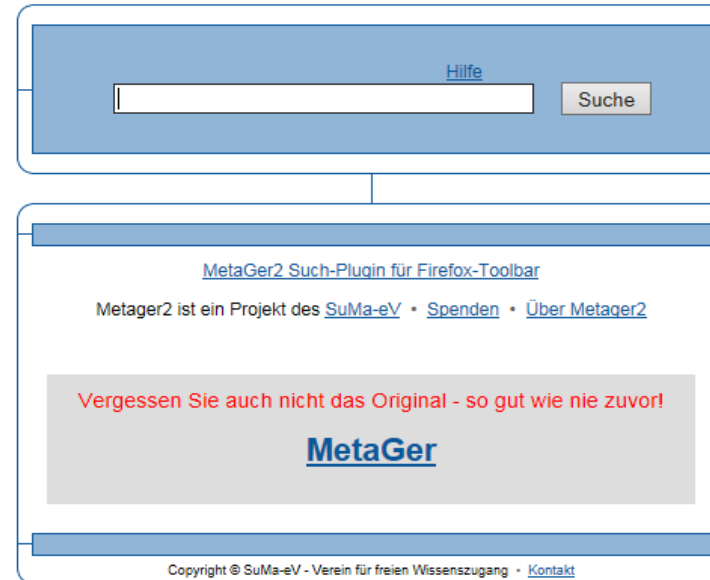 Hilfe
Suche
MetaGer2 Such-Plugin für Firefox-Toolbar
Metager2 ist ein Projekt des SuMa-eV • Spenden • Über Metager2
Vergessen Sie auch nicht das Original - so gut wie nie zuvor!
MetaGer
Copyright © SuMa-eV - Verein für freien Wissenszugang • Kontakt